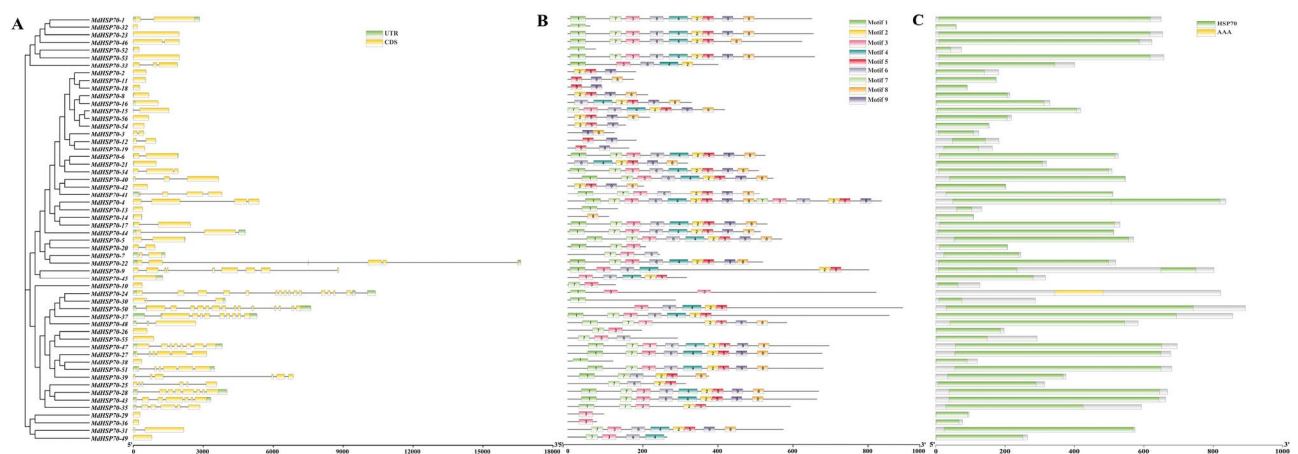 A
B
C
MdHSP70-1
MdHSP70-32
MdHSP70-23
MdHSP70-46
MdHSP70-52
MdHSP70-53
MdHSP70-33
MdHSP70-2
MdHSP70-11
MdHSP70-18
MdHSP70-8
MdHSP70-16
MdHSP70-15
MdHSP70-56
MdHSP70-54
MdHSP70-3
MdHSP70-12
MdHSP70-19
MdHSP70-6
MdHSP70-21
MdHSP70-34
MdHSP70-40
MdHSP70-42
MdHSP70-41
MdHSP70-4
MdHSP70-13
MdHSP70-14
MdHSP70-17
MdHSP70-44
MdHSP70-5
MdHSP70-20
MdHSP70-7
MdHSP70-22
MdHSP70-9
MdHSP70-45
MdHSP70-10
MdHSP70-24
MdHSP70-30
MdHSP70-50
MdHSP70-37
MdHSP70-48
MdHSP70-26
MdHSP70-55
MdHSP70-47
MdHSP70-27
MdHSP70-38
MdHSP70-51
MdHSP70-39
MdHSP70-25
MdHSP70-28
MdHSP70-43
MdHSP70-35
MdHSP70-29
MdHSP70-36
MdHSP70-31
MdHSP70-49
UTR
CDS
5' 3'
0 3000 6000 9000 12000 15000 18000
Motif 1
Motif 2
Motif 3
Motif 4
Motif 5
Motif 6
Motif 7
Motif 8
Motif 9
5' 3'
0 200 400 600 800 1000
HSP70
AAA
5' 3'
0 200 400 600 800 1000